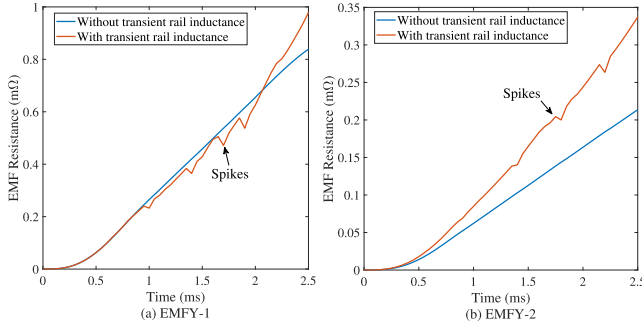 Without transient rail inductance
With transient rail inductance
Spikes
EMF Resistance (mΩ)
1
0.8
0.6
0.4
0.2
0
0
0.5
1
1.5
2
2.5
Time (ms)
(a) EMFY-1
Without transient rail inductance
With transient rail inductance
Spikes
EMF Resistance (mΩ)
0.35
0.3
0.25
0.2
0.15
0.1
0.05
0
0
0.5
1
1.5
2
2.5
Time (ms)
(b) EMFY-2